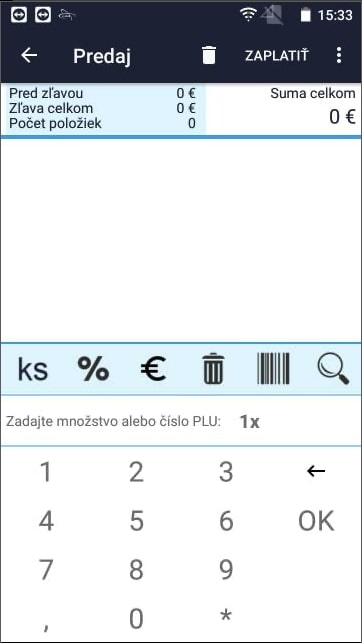 15:33
Predaj
ZAPLATIŤ
Pred zľavou 0 €
Zľava celkom 0 €
Počet položiek 0
Suma celkom
0 €
ks % €
Zadajte množstvo alebo číslo PLU: 1x
1 2 3 ←
4 5 6 OK
7 8 9
, 0 *